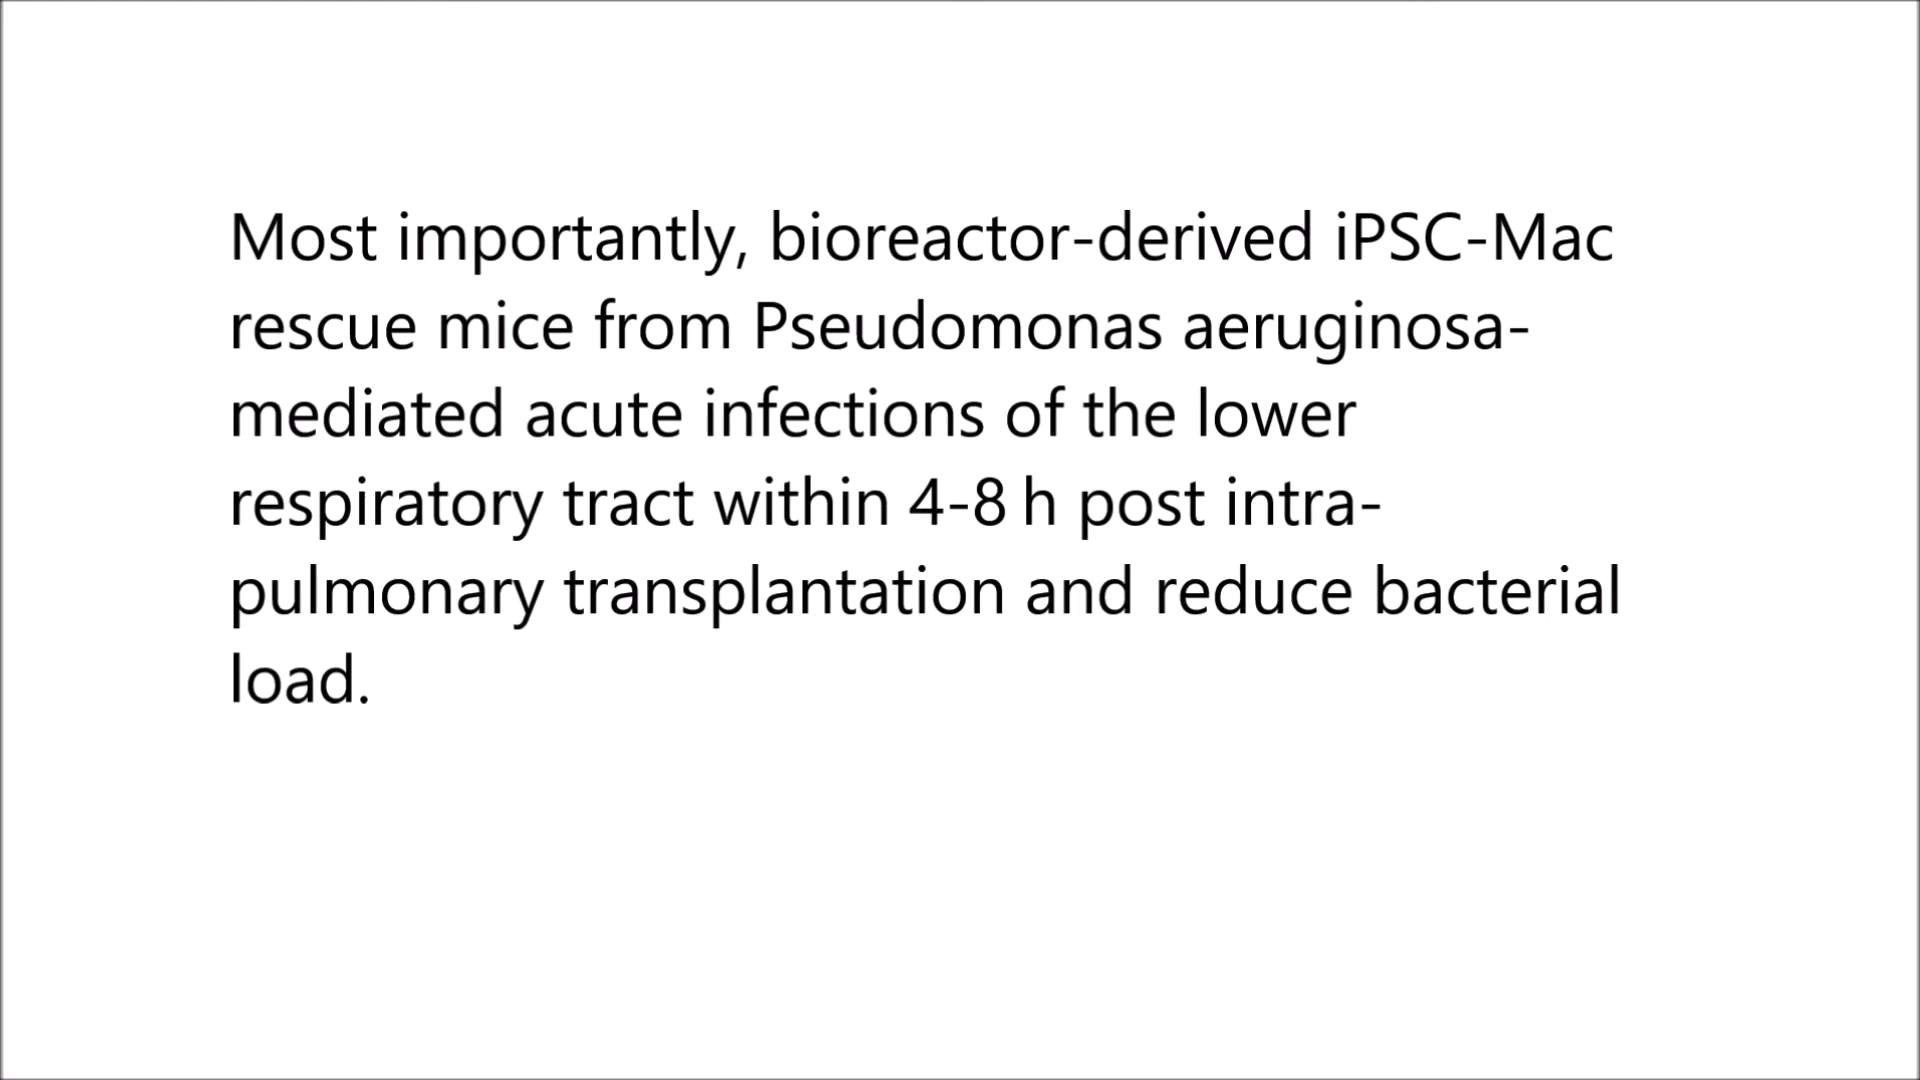 Most importantly, bioreactor-derived iPSC-Mac
rescue mice from Pseudomonas aeruginosa-
mediated acute infections of the lower
respiratory tract within 4-8 h post intra-
pulmonary transplantation and reduce bacterial
load.